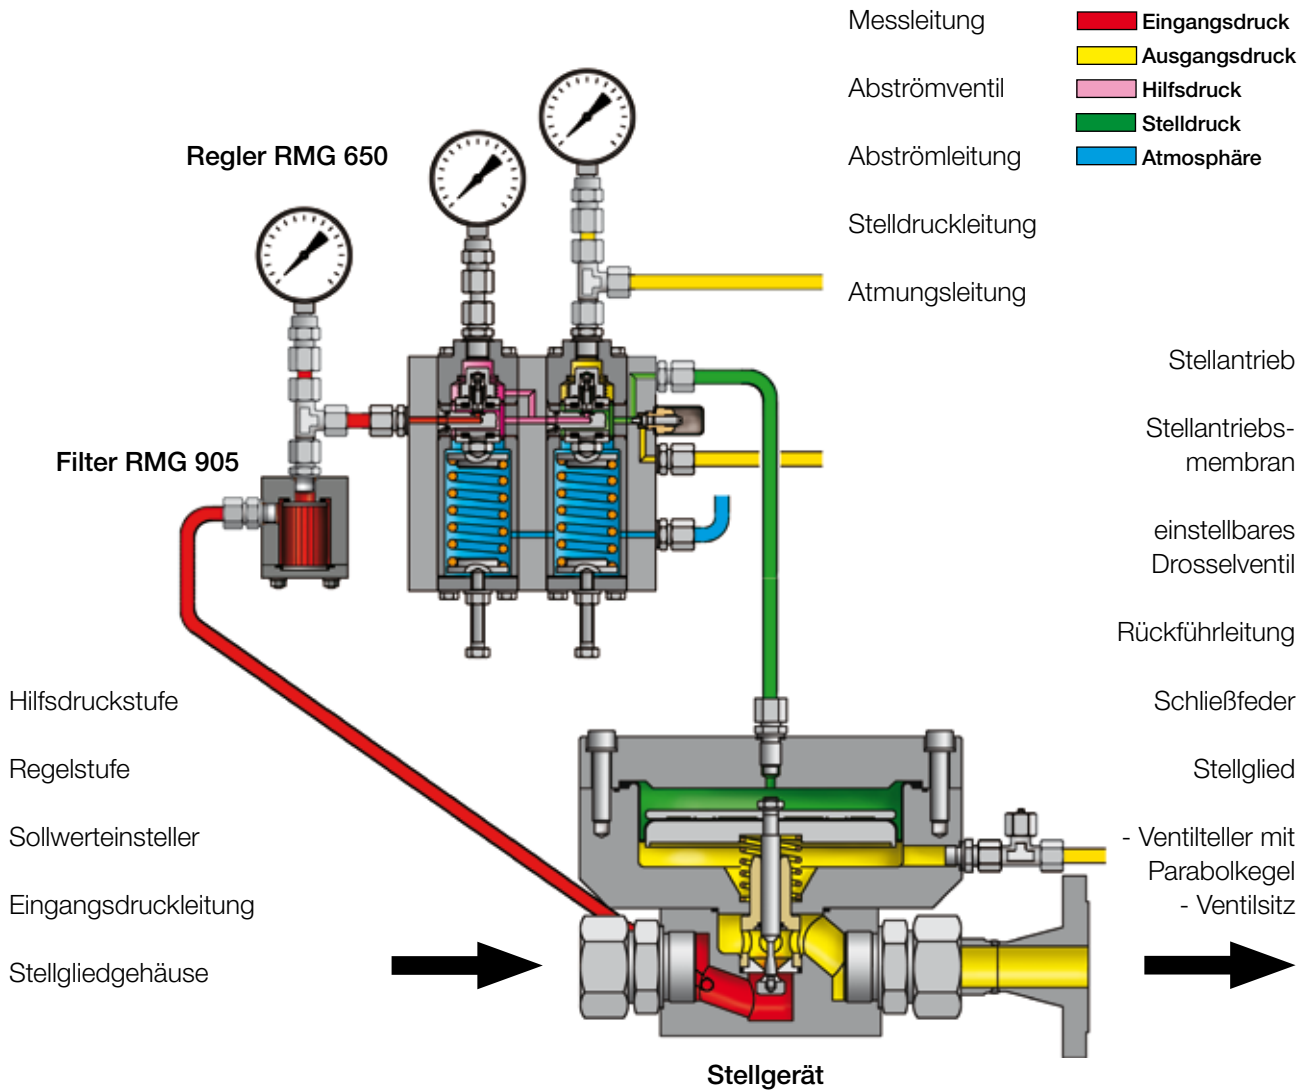 Messleitung
Eingangsdruck
Ausgangsdruck
Abströmventil
Hilfsdruck
Stelldruck
Abströmleitung
Atmosphäre
Regler RMG 650
Stelldruckleitung
Atmungsleitung
Stellantrieb
Stellantriebs-
membran
Filter RMG 905
einstellbares
Drosselventil
Rückführleitung
Hilfsdruckstufe
Schließfeder
Regelstufe
Stellglied
Sollwerteinsteller
- Ventilteller mit
Parabolkegel
- Ventilsitz
Eingangsdruckleitung
Stellgliedgehäuse
Stellgerät